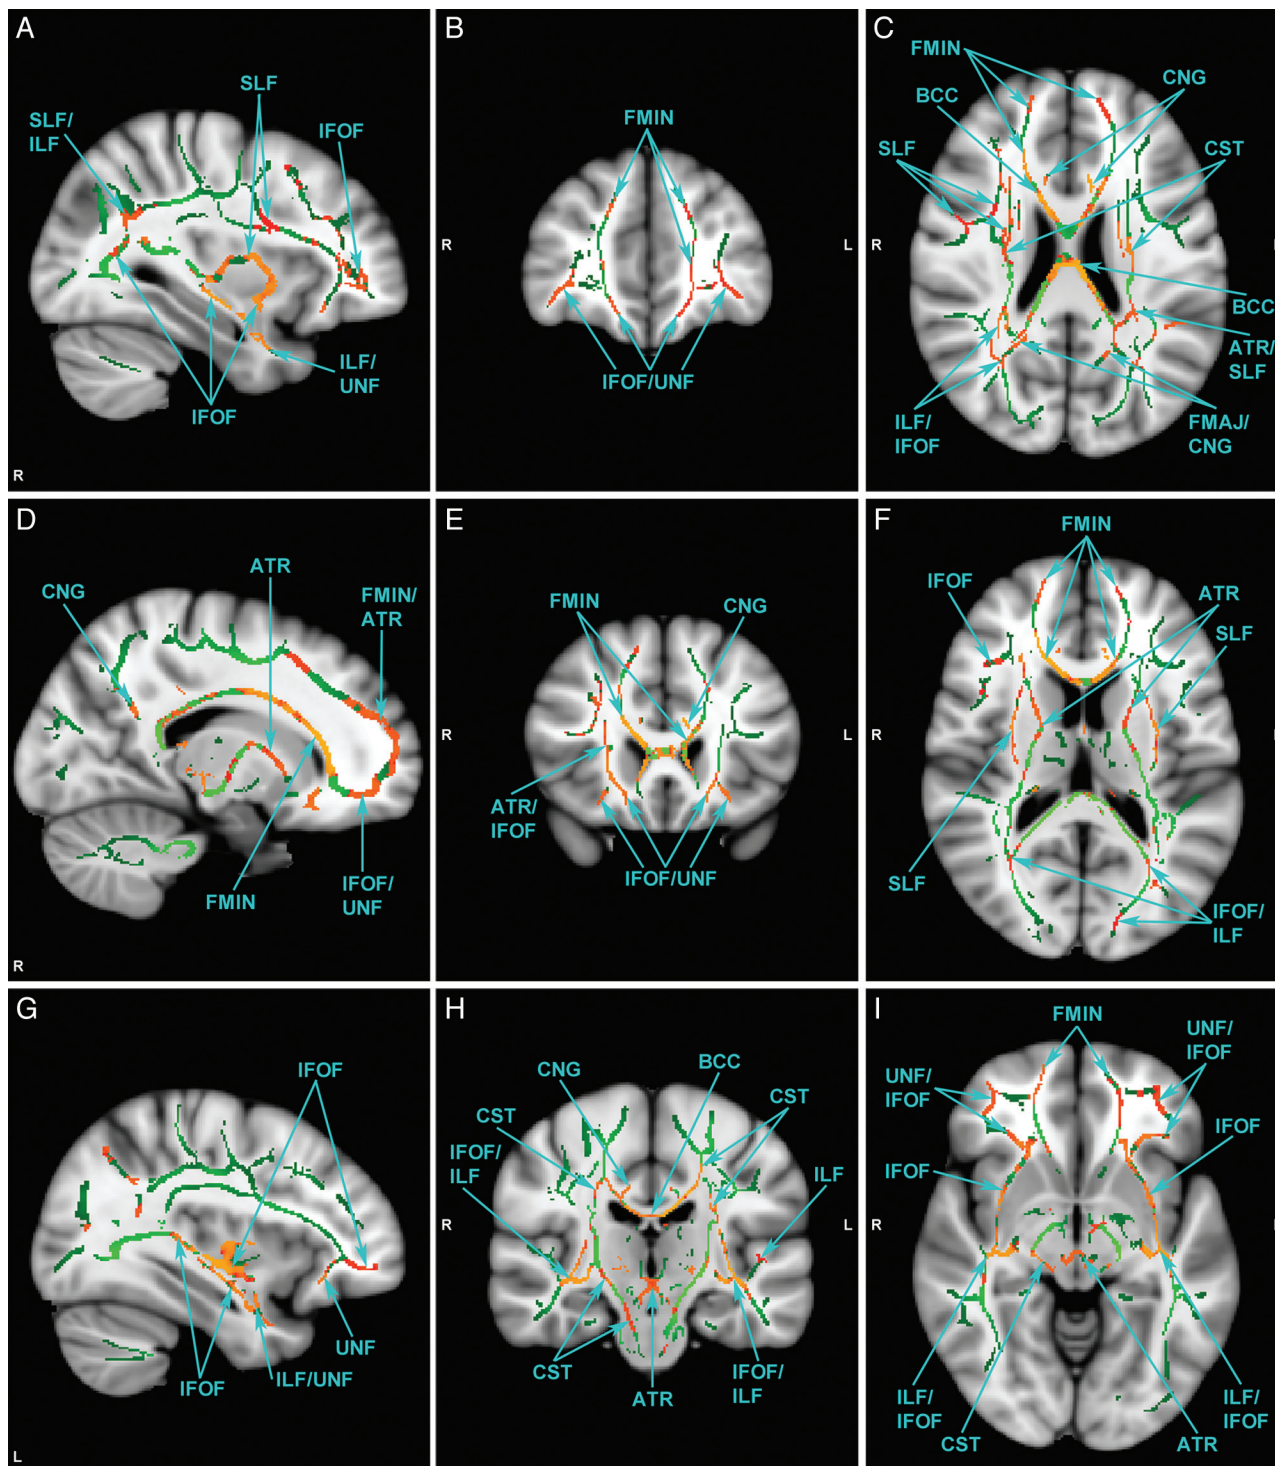 A
SLF
SLF/
ILF
IFOF
ILF/
UNF
IFOF
R
B
FMIN
R
L
IFOF/UNF
C
FMIN
CNG
BCC
SLF
CST
R
BCC
ATR/
SLF
ILF/
IFOF
FMAJ/
CNG
D
ATR
CNG
FMIN/
ATR
FMIN
IFOF/
UNF
R
E
FMIN
CNG
R
L
ATR/
IFOF
IFOF/UNF
F
FMIN
IFOF
ATR
SLF
R
SLF
IFOF/
ILF
G
IFOF
UNF
IFOF
ILF/UNF
L
H
CNG
BCC
CST
CST
IFOF/
ILF
ILF
R
L
CST
IFOF/
ILF
ATR
I
FMIN
UNF/
IFOF
UNF/
IFOF
IFOF
IFOF
R
ILF/
IFOF
ILF/
IFOF
CST
ATR